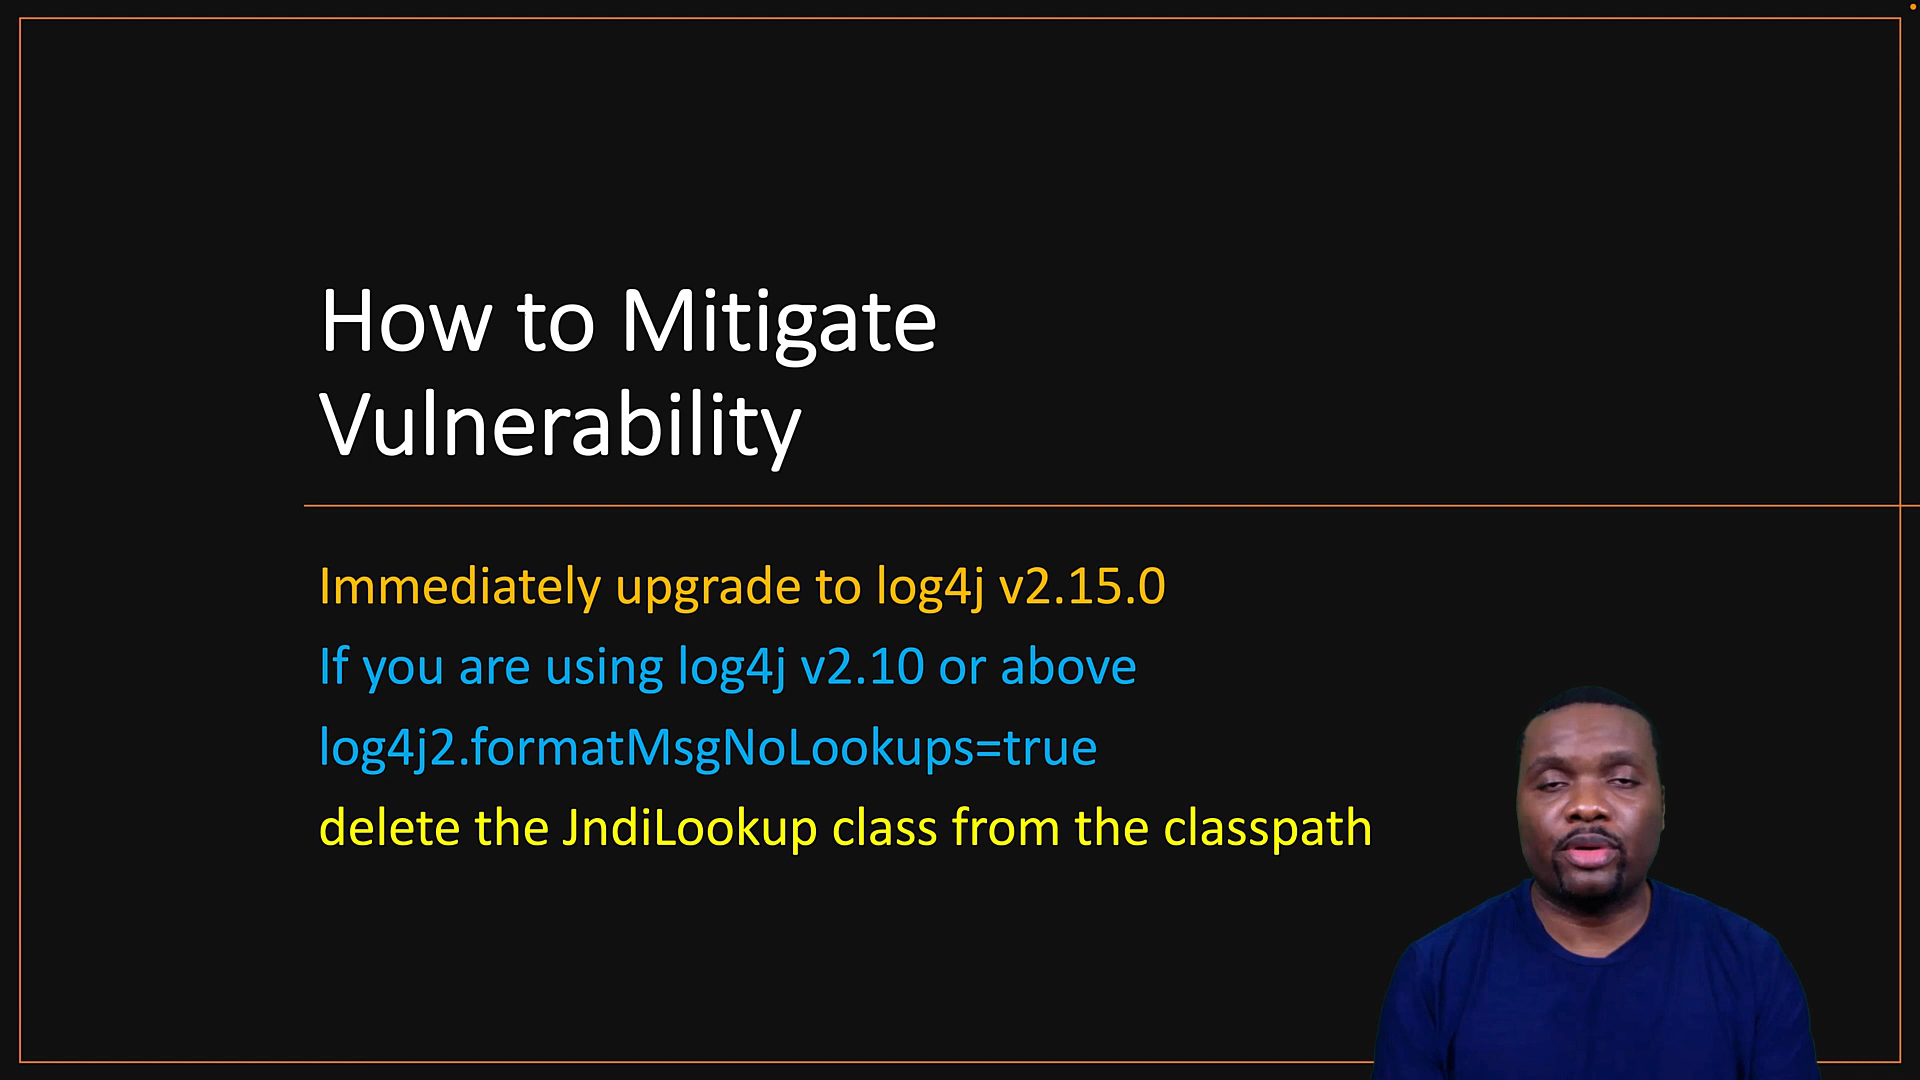 How to Mitigate
Vulnerability
Immediately upgrade to log4j v2.15.0
If you are using log4j v2.10 or above
log4j2.formatMsgNoLookups=true
delete the JndiLookup class from the classpath